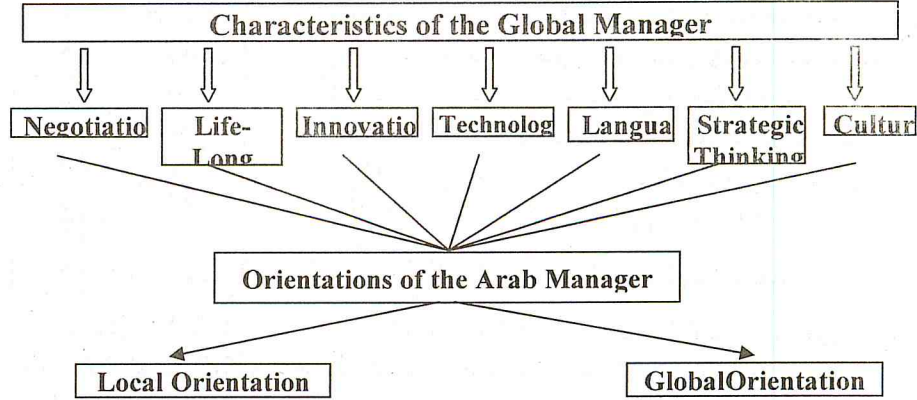 Characteristics of the Global Manager
Negotiatio
Life-
Long
Innovatio
Technolog
Langua
Strategic
Thinking
Cultur
Orientations of the Arab Manager
Local Orientation
GlobalOrientation